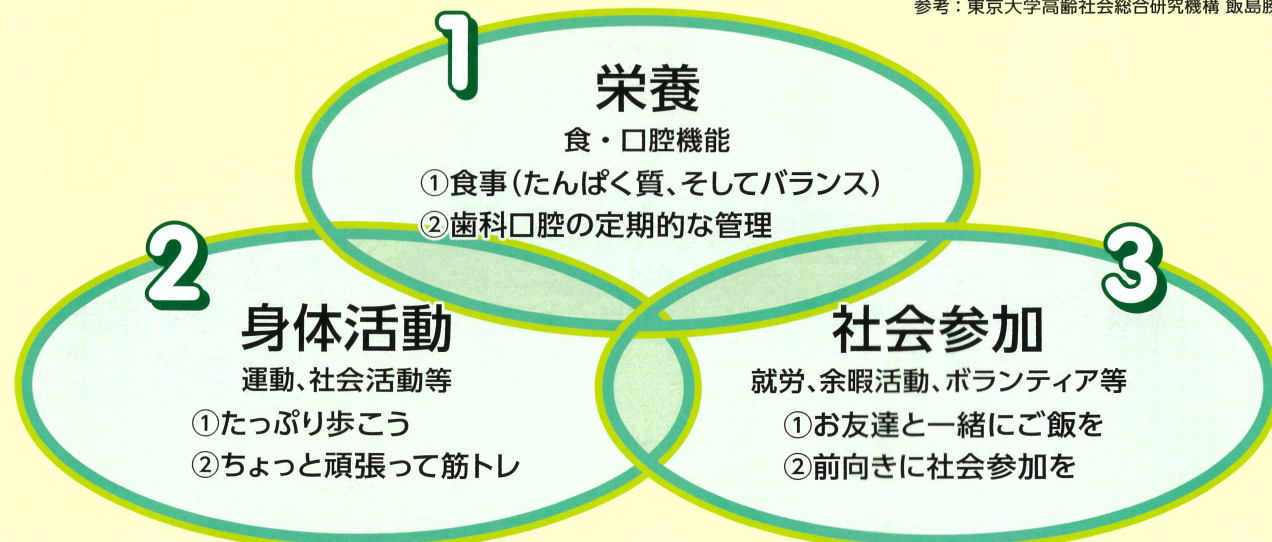 参考：東京大学高齢社会総合研究機構 飯島勝
1
栄養
食・口腔機能
①食事（たんぱく質、そしてバランス）
②歯科口腔の定期的な管理
2
身体活動
運動、社会活動等
①たっぷり歩こう
②ちょっと頑張って筋トレ
3
社会参加
就労、余暇活動、ボランティア等
①お友達と一緒にご飯を
②前向きに社会参加を